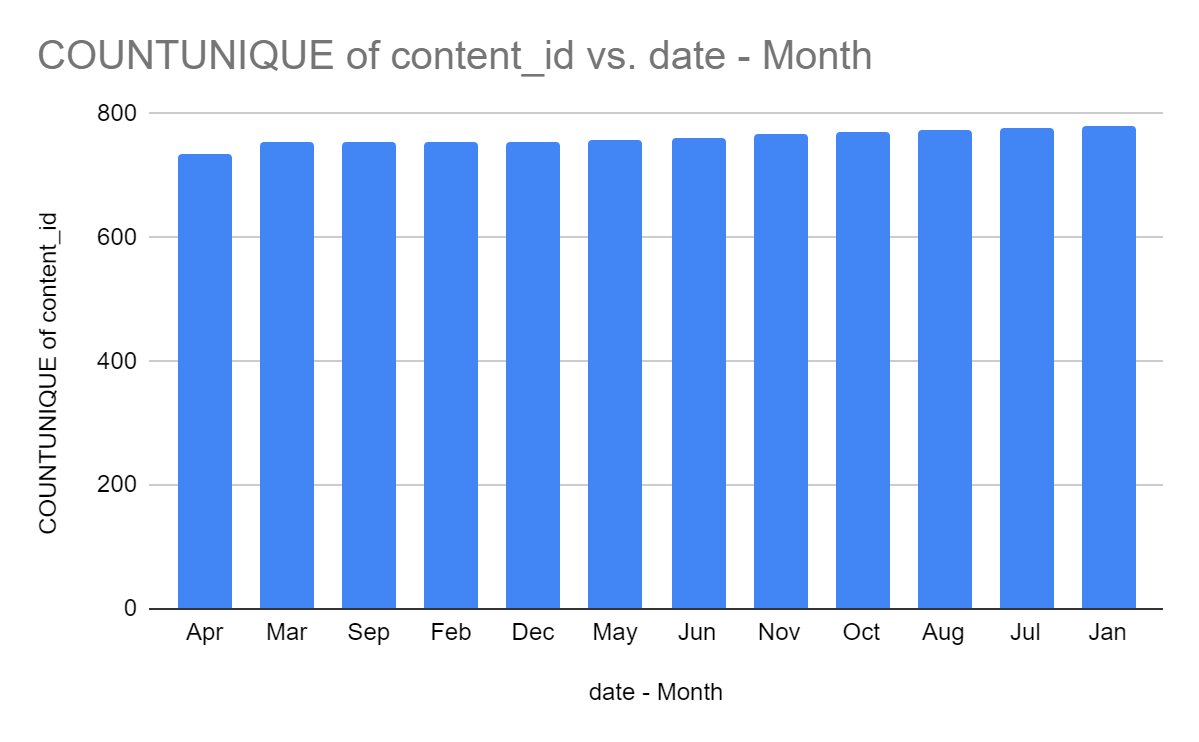 COUNTUNIQUE of content_id vs. date - Month
COUNTUNIQUE of content_id
800
600
400
200
0
Apr Mar Sep Feb Dec May Jun Nov Oct Aug Jul Jan
date - Month